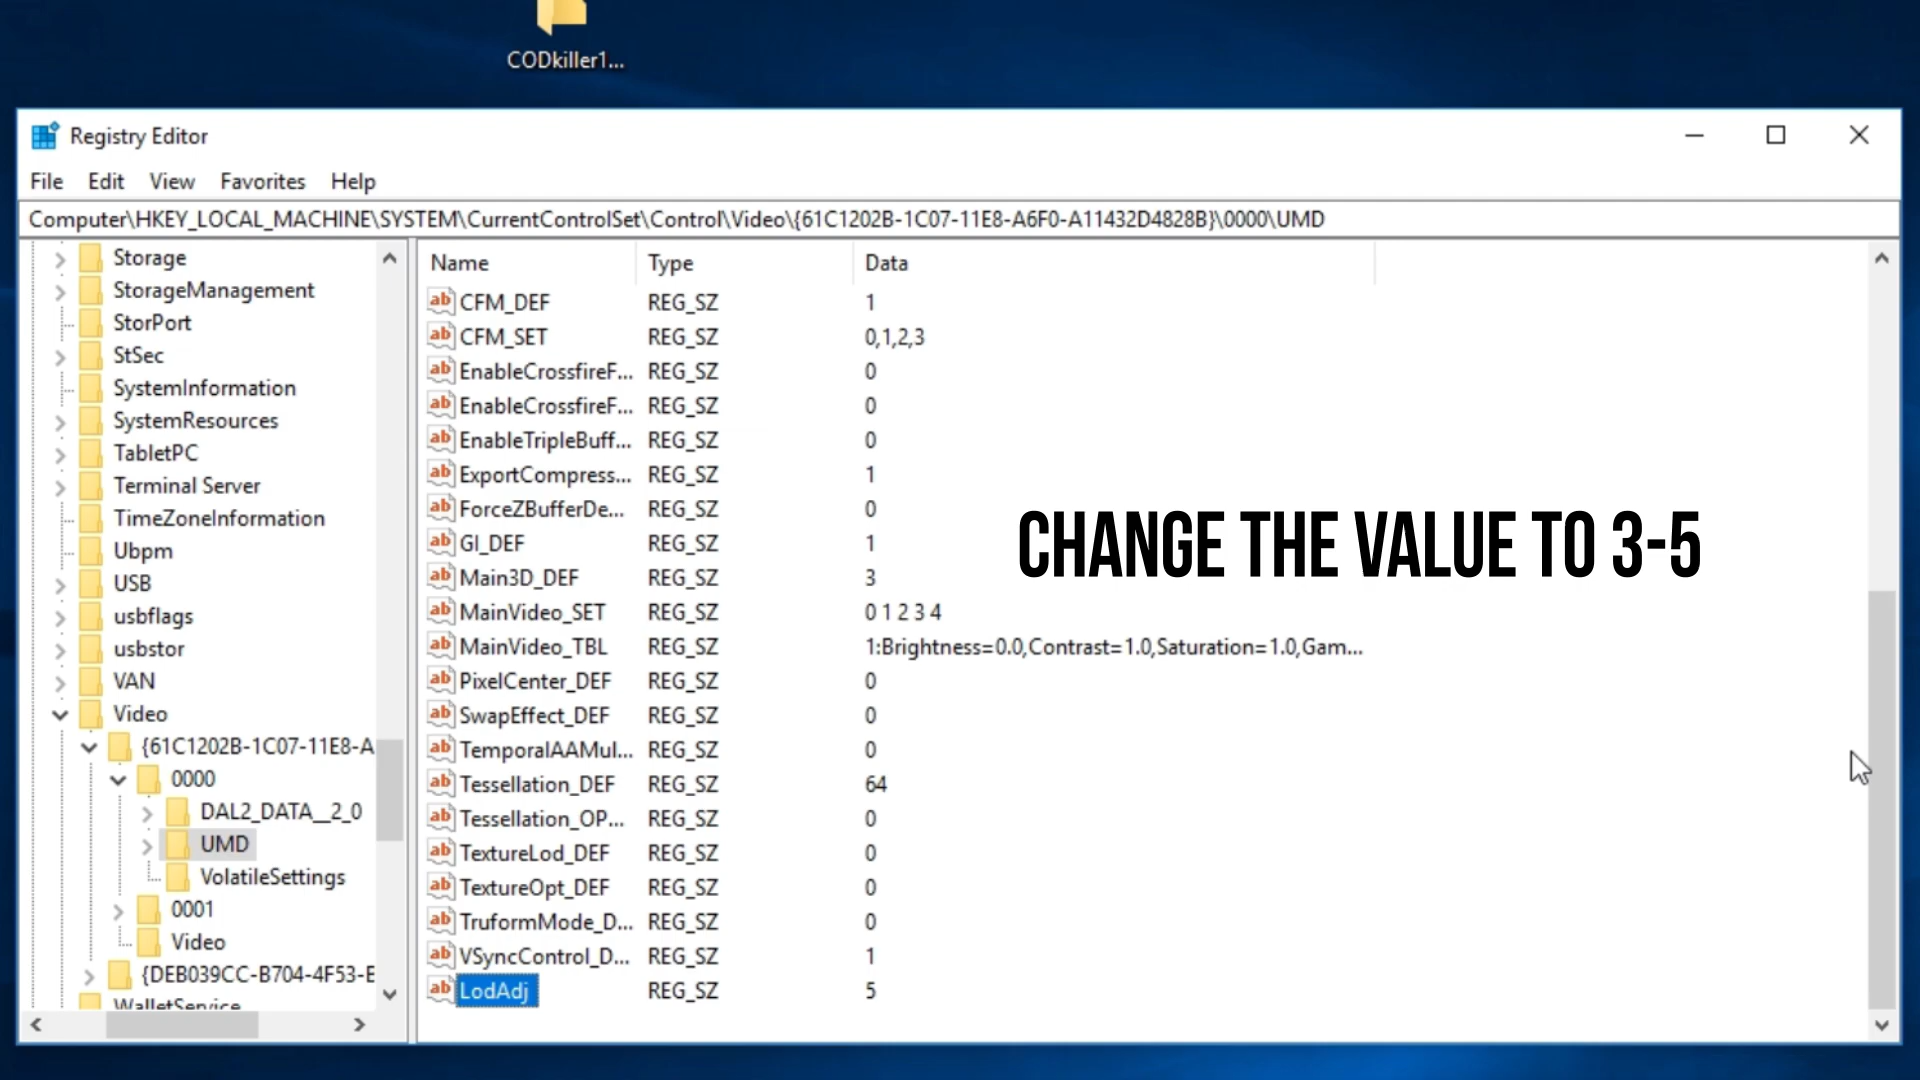 CODkiller1...
Registry Editor
File Edit View Favorites Help
Computer\HKEY_LOCAL_MACHINE\SYSTEM\CurrentControlSet\Control\Video\{61C1202B-1C07-11E8-A6F0-A11432D4828B}\0000\UMD
Storage
StorageManagement
StorPort
StSec
SystemInformation
SystemResources
TabletPC
Terminal Server
TimeZoneInformation
Ubpm
USB
usbflags
usbstor
VAN
Video
{61C1202B-1C07-11E8-A
0000
DAL2_DATA__2_0
UMD
VolatileSettings
0001
Video
{DEB039CC-B704-4F53-E
WalletService
Name Type Data
CFM_DEF REG_SZ 1
CFM_SET REG_SZ 0,1,2,3
EnableCrossfireF... REG_SZ 0
EnableCrossfireF... REG_SZ 0
EnableTripleBuff... REG_SZ 0
ExportCompress... REG_SZ 1
ForceZBufferDe... REG_SZ 0
GI_DEF REG_SZ 1
Main3D_DEF REG_SZ 3
MainVideo_SET REG_SZ 0 1 2 3 4
MainVideo_TBL REG_SZ 1:Brightness=0.0,Contrast=1.0,Saturation=1.0,Gam...
PixelCenter_DEF REG_SZ 0
SwapEffect_DEF REG_SZ 0
TemporalAAMul... REG_SZ 0
Tessellation_DEF REG_SZ 64
Tessellation_OP... REG_SZ 0
TextureLod_DEF REG_SZ 0
TextureOpt_DEF REG_SZ 0
TruformMode_D... REG_SZ 0
VSyncControl_D... REG_SZ 1
LodAdj REG_SZ 5
CHANGE THE VALUE TO 3-5